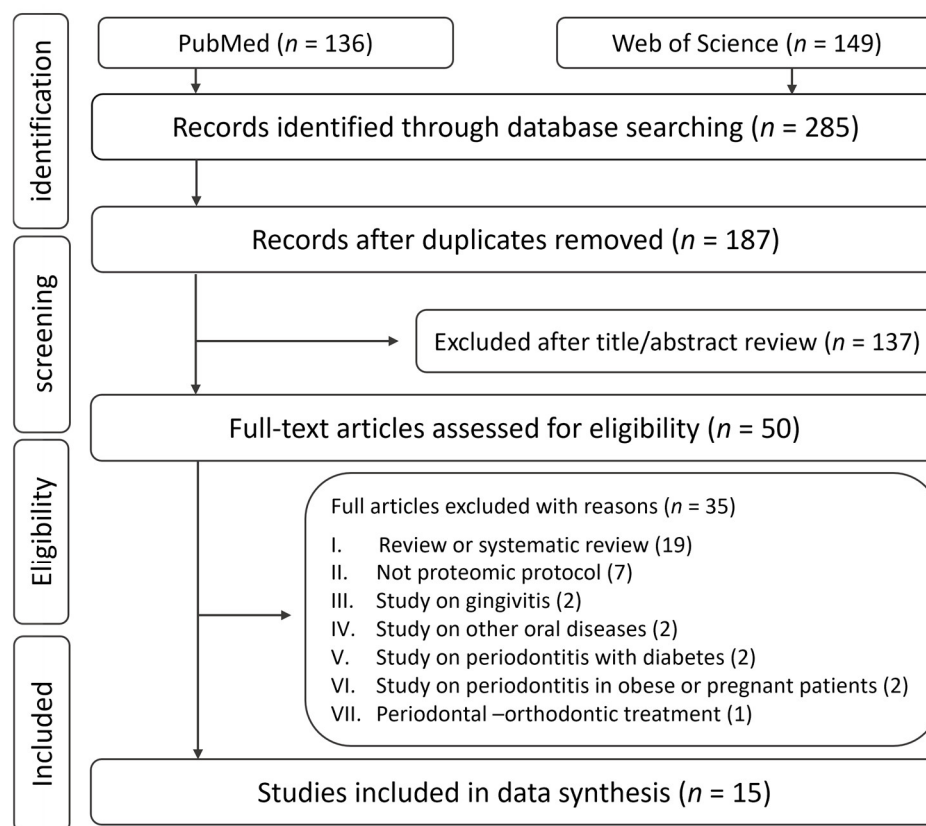 identification
PubMed (n = 136)
Web of Science (n = 149)
Records identified through database searching (n = 285)
Records after duplicates removed (n = 187)
screening
Excluded after title/abstract review (n = 137)
Full-text articles assessed for eligibility (n = 50)
Eligibility
Full articles excluded with reasons (n = 35)
I. Review or systematic review (19)
II. Not proteomic protocol (7)
III. Study on gingivitis (2)
IV. Study on other oral diseases (2)
V. Study on periodontitis with diabetes (2)
VI. Study on periodontitis in obese or pregnant patients (2)
VII. Periodontal –orthodontic treatment (1)
Included
Studies included in data synthesis (n = 15)